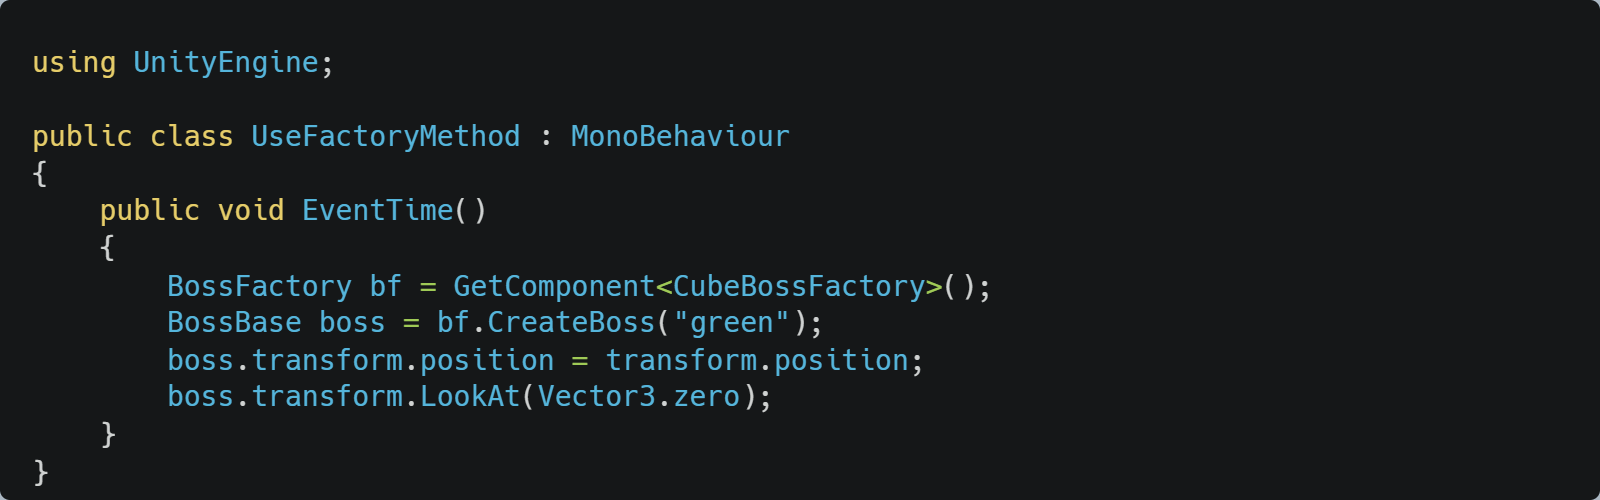 using UnityEngine;
public class UseFactoryMethod : MonoBehaviour
{
    public void EventTime()
    {
        BossFactory bf = GetComponent<CubeBossFactory>();
        BossBase boss = bf.CreateBoss("green");
        boss.transform.position = transform.position;
        boss.transform.LookAt(Vector3.zero);
    }
}